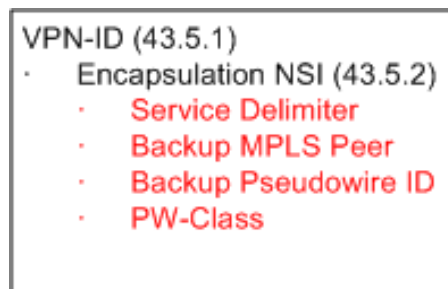 VPN-ID (43.5.1)
· Encapsulation NSI (43.5.2)
· Service Delimiter
· Backup MPLS Peer
· Backup Pseudowire ID
· PW-Class